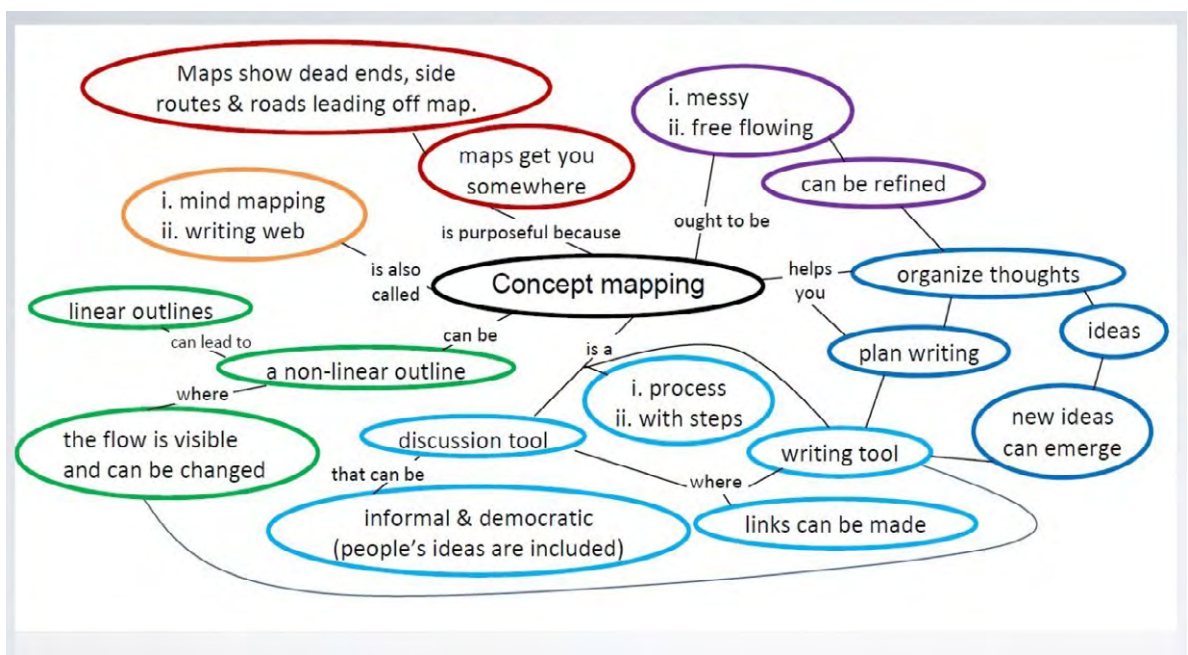 Maps show dead ends, side
routes & roads leading off map.
maps get you
somewhere
i. messy
ii. free flowing
can be refined
i. mind mapping
ii. writing web
is purposeful because
ought to be
is also
called
Concept mapping
helps
you
organize thoughts
linear outlines
can lead to
a non-linear outline
can be
is a
plan writing
ideas
where
i. process
ii. with steps
the flow is visible
and can be changed
discussion tool
writing tool
new ideas
can emerge
that can be
where
informal & democratic
(people's ideas are included)
links can be made